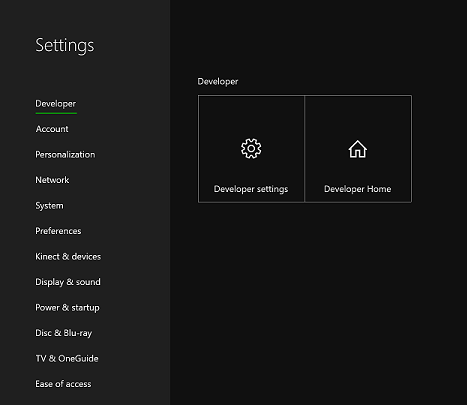 Settings
Developer
Account
Personalization
Network
System
Preferences
Kinect & devices
Display & sound
Power & startup
Disc & Blu-ray
TV & OneGuide
Ease of access
Developer
Developer settings
Developer Home